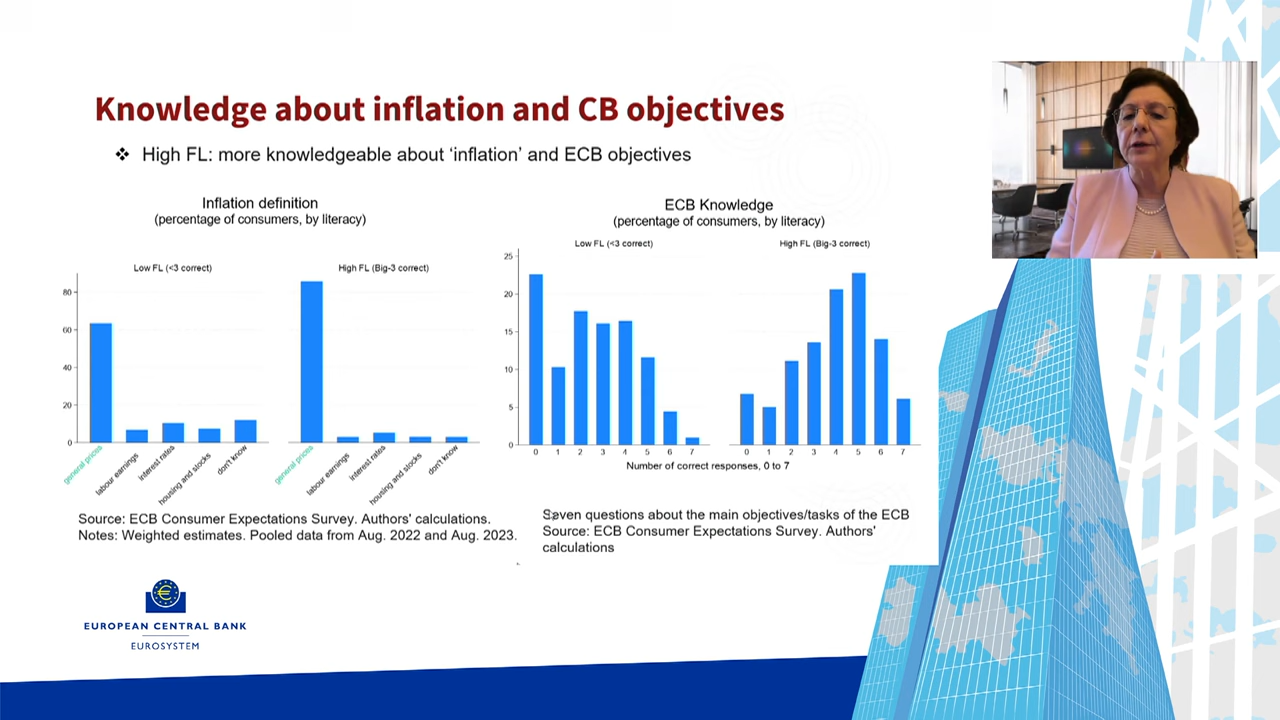 Knowledge about inflation and CB objectives
❖ High FL: more knowledgeable about ‘inflation’ and ECB objectives
Inflation definition
(percentage of consumers, by literacy)
Low FL (<3 correct)
High FL (Big-3 correct)
80
60
40
20
0
general prices
labour earnings
interest rates
housing and stocks
don't know
general prices
labour earnings
interest rates
housing and stocks
don't know
Source: ECB Consumer Expectations Survey. Authors' calculations.
Notes: Weighted estimates. Pooled data from Aug. 2022 and Aug. 2023.
ECB Knowledge
(percentage of consumers, by literacy)
Low FL (<3 correct)
High FL (Big-3 correct)
25
20
15
10
5
0
0 1 2 3 4 5 6 7
0 1 2 3 4 5 6 7
Number of correct responses, 0 to 7
Seven questions about the main objectives/tasks of the ECB
Source: ECB Consumer Expectations Survey. Authors'
calculations
EUROPEAN CENTRAL BANK
EUROSYSTEM